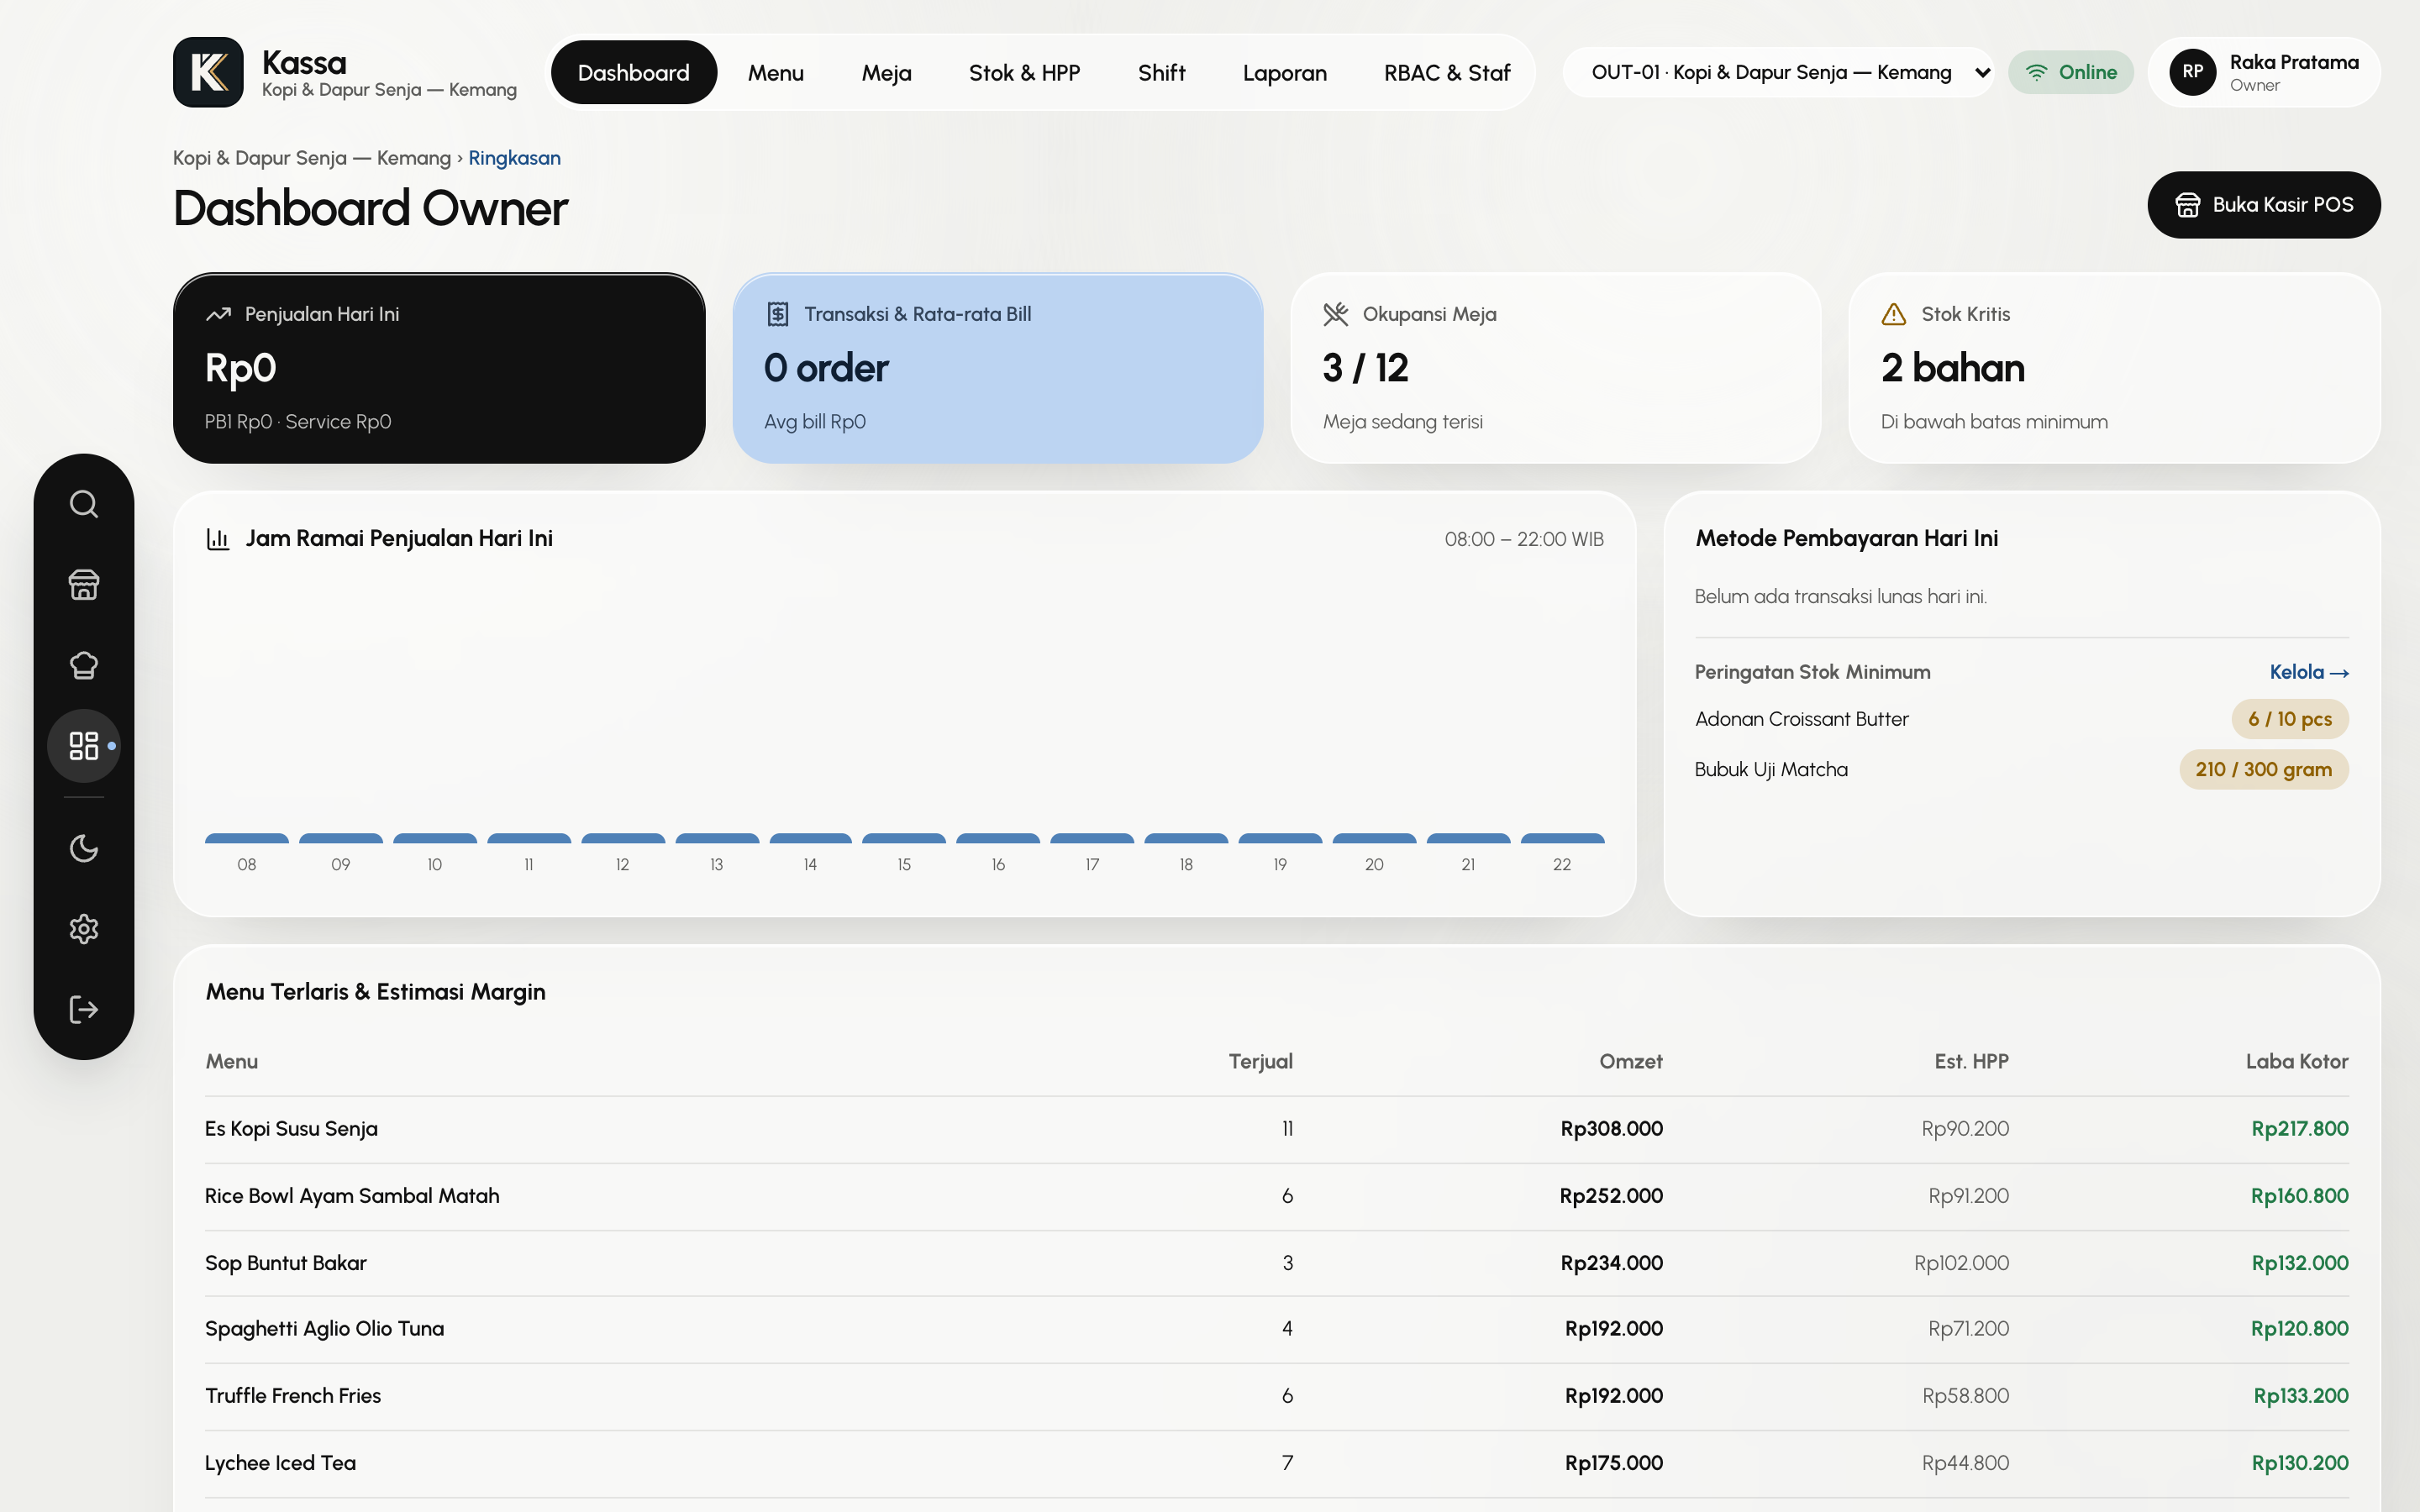 Kassa
Kopi & Dapur Senja — Kemang
Dashboard
Menu
Meja
Stok & HPP
Shift
Laporan
RBAC & Staf
OUT-01 · Kopi & Dapur Senja — Kemang
Online
RP
Raka Pratama
Owner
Kopi & Dapur Senja — Kemang › Ringkasan
Dashboard Owner
Buka Kasir POS
Penjualan Hari Ini
Rp0
PB1 Rp0 · Service Rp0
Transaksi & Rata-rata Bill
0 order
Avg bill Rp0
Okupansi Meja
3 / 12
Meja sedang terisi
Stok Kritis
2 bahan
Di bawah batas minimum
Jam Ramai Penjualan Hari Ini
08:00 – 22:00 WIB
08 09 10 11 12 13 14 15 16 17 18 19 20 21 22
Metode Pembayaran Hari Ini
Belum ada transaksi lunas hari ini.
Peringatan Stok Minimum Kelola →
Adonan Croissant Butter 6 / 10 pcs
Bubuk Uji Matcha 210 / 300 gram
Menu Terlaris & Estimasi Margin
Menu Terjual Omzet Est. HPP Laba Kotor
Es Kopi Susu Senja 11 Rp308.000 Rp90.200 Rp217.800
Rice Bowl Ayam Sambal Matah 6 Rp252.000 Rp91.200 Rp160.800
Sop Buntut Bakar 3 Rp234.000 Rp102.000 Rp132.000
Spaghetti Aglio Olio Tuna 4 Rp192.000 Rp71.200 Rp120.800
Truffle French Fries 6 Rp192.000 Rp58.800 Rp133.200
Lychee Iced Tea 7 Rp175.000 Rp44.800 Rp130.200